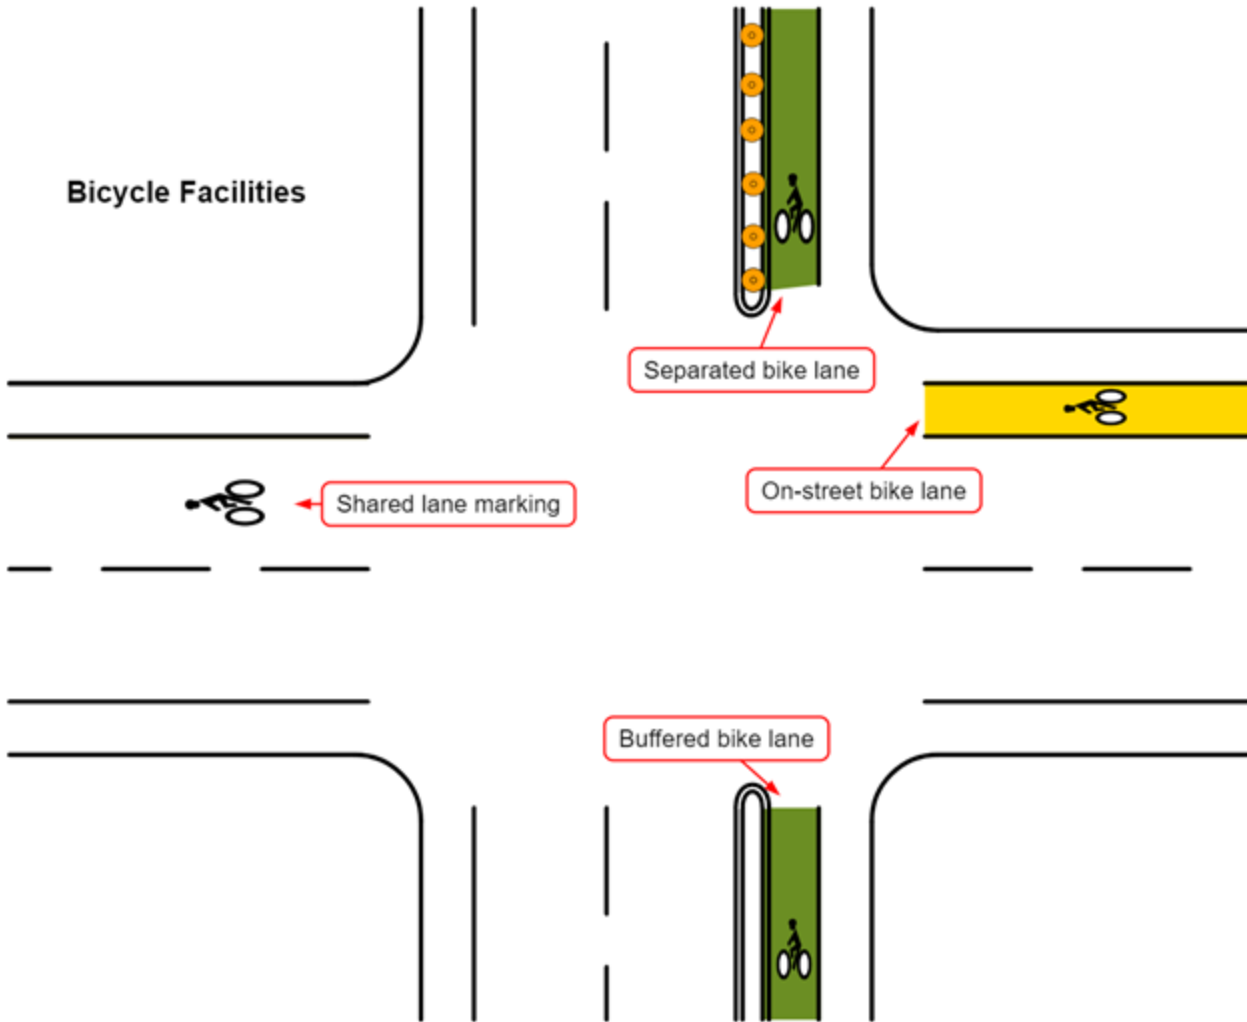 Bicycle Facilities
Separated bike lane
On-street bike lane
Shared lane marking
Buffered bike lane